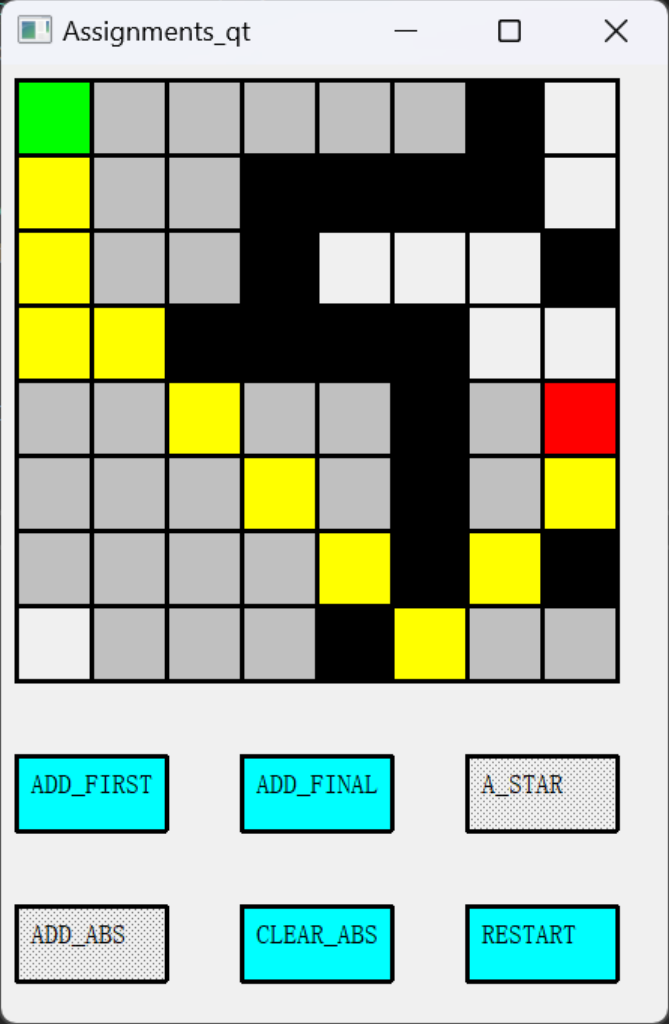 Assignments_qt
ADD_FIRST
ADD_FINAL
A_STAR
ADD_ABS
CLEAR_ABS
RESTART